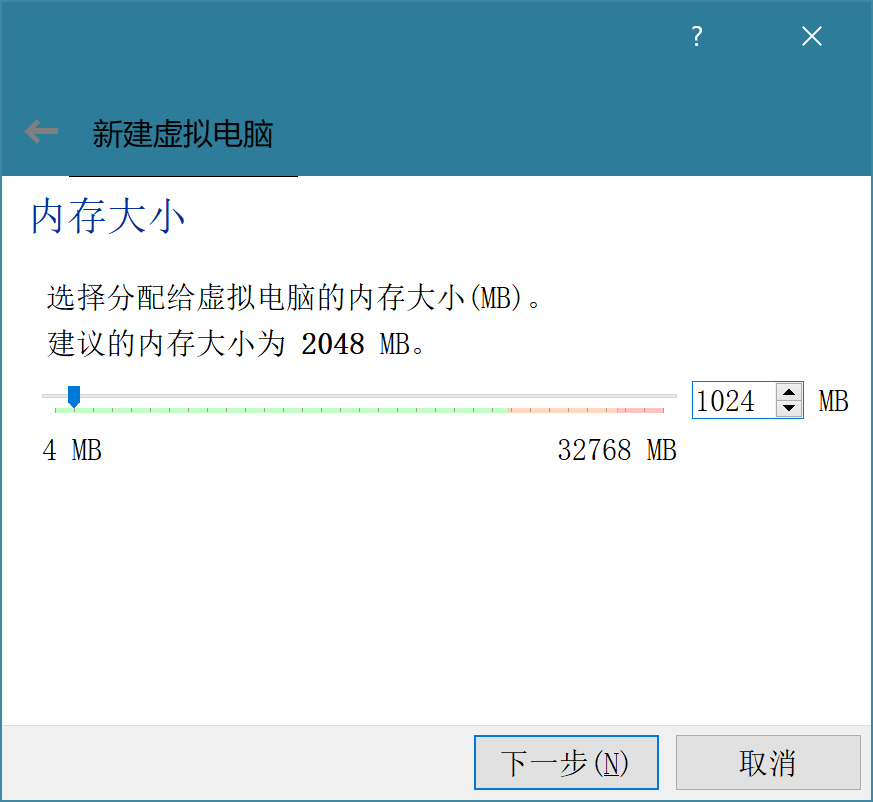 ?
新建虚拟电脑
内存大小
选择分配给虚拟电脑的内存大小(MB)。
建议的内存大小为 2048 MB。
1024 MB
4 MB 32768 MB
下一步(N) 取消